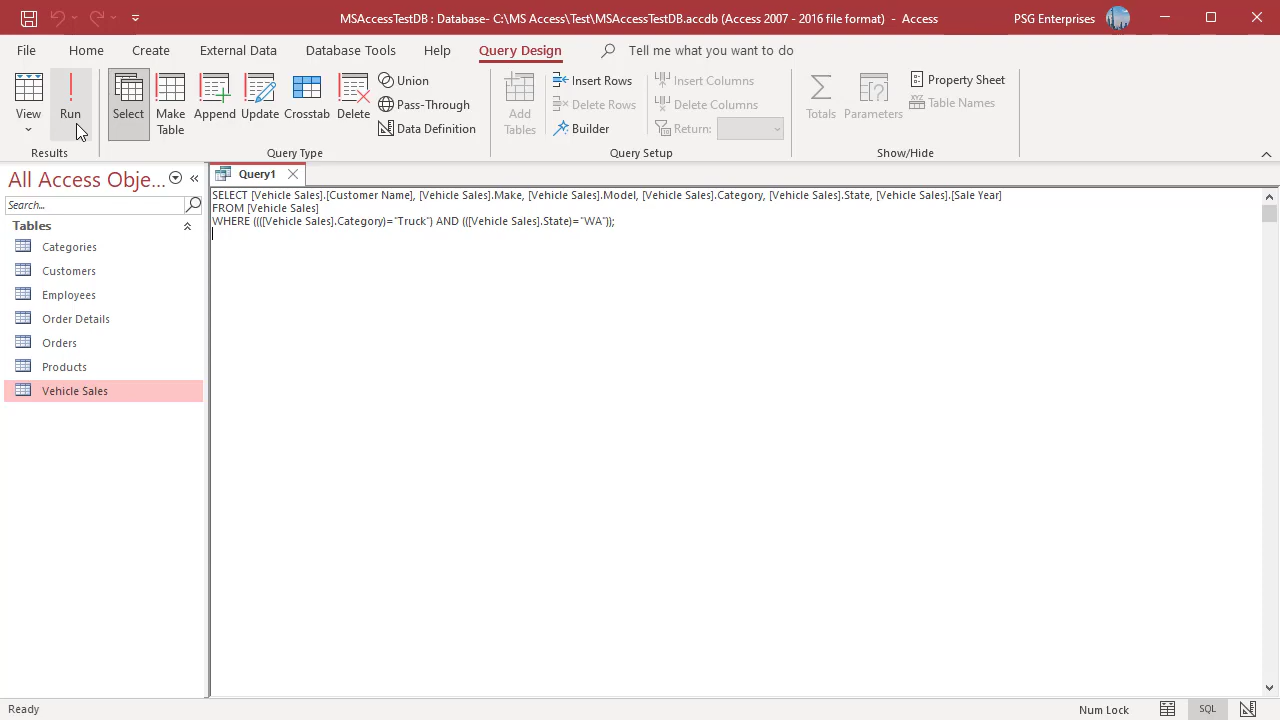 MSAccessTestDB : Database- C:\MS Access\Test\MSAccessTestDB.accdb (Access 2007 - 2016 file format) - Access
PSG Enterprises
File Home Create External Data Database Tools Help Query Design Tell me what you want to do
View
Run
Results
Select
Make Table
Append
Update
Crosstab
Delete
Union
Pass-Through
Data Definition
Query Type
Add Tables
Insert Rows
Delete Rows
Builder
Insert Columns
Delete Columns
Return:
Query Setup
Totals
Parameters
Property Sheet
Table Names
Show/Hide
All Access Obje...
Search...
Tables
Categories
Customers
Employees
Order Details
Orders
Products
Vehicle Sales
Query1
SELECT [Vehicle Sales].[Customer Name], [Vehicle Sales].Make, [Vehicle Sales].Model, [Vehicle Sales].Category, [Vehicle Sales].State, [Vehicle Sales].[Sale Year]
FROM [Vehicle Sales]
WHERE ((([Vehicle Sales].Category)="Truck") AND (([Vehicle Sales].State)="WA"));
Ready
Num Lock
SQL